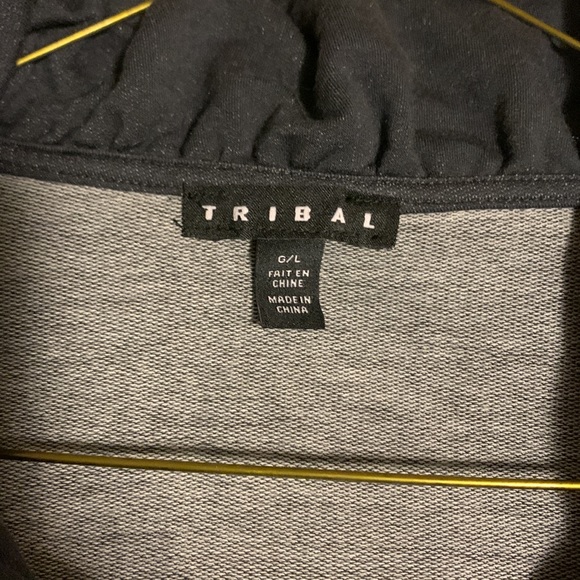 TRIBAL
G/L
FAIT EN
CHINE
MADE IN
CHINA